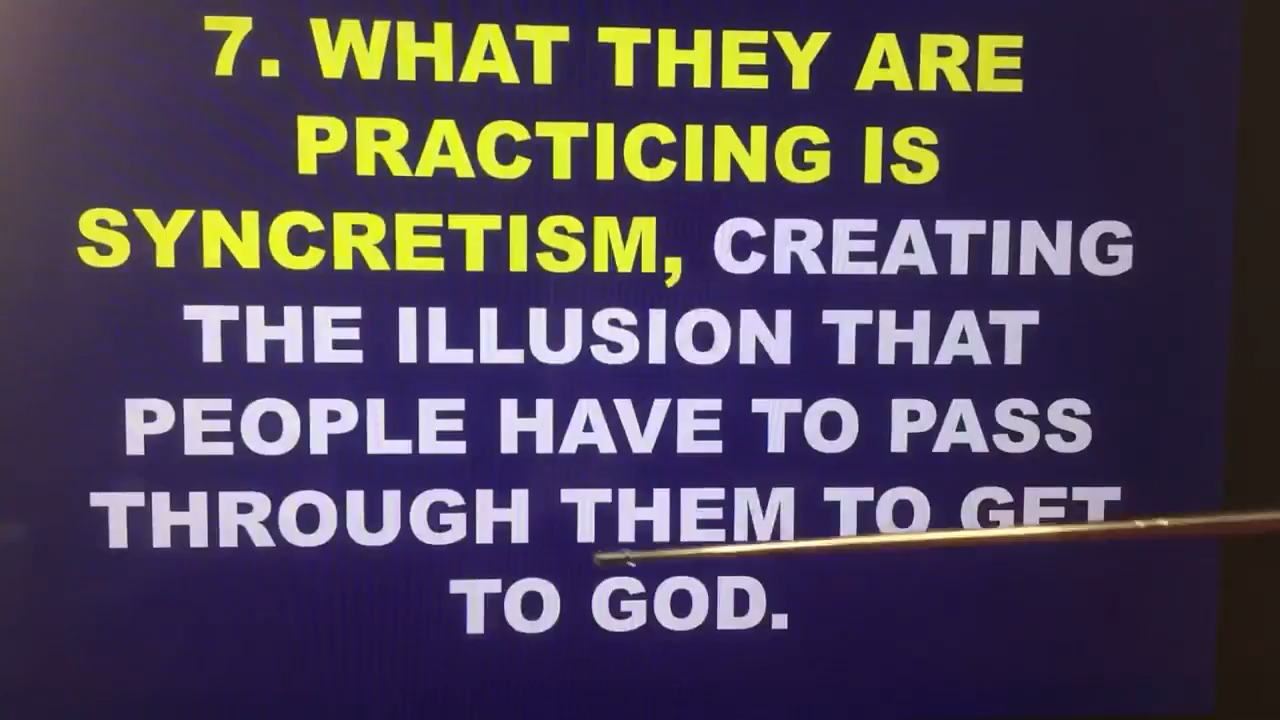 7. WHAT THEY ARE
PRACTICING IS
SYNCRETISM, CREATING
THE ILLUSION THAT
PEOPLE HAVE TO PASS
THROUGH THEM TO GET
TO GOD.